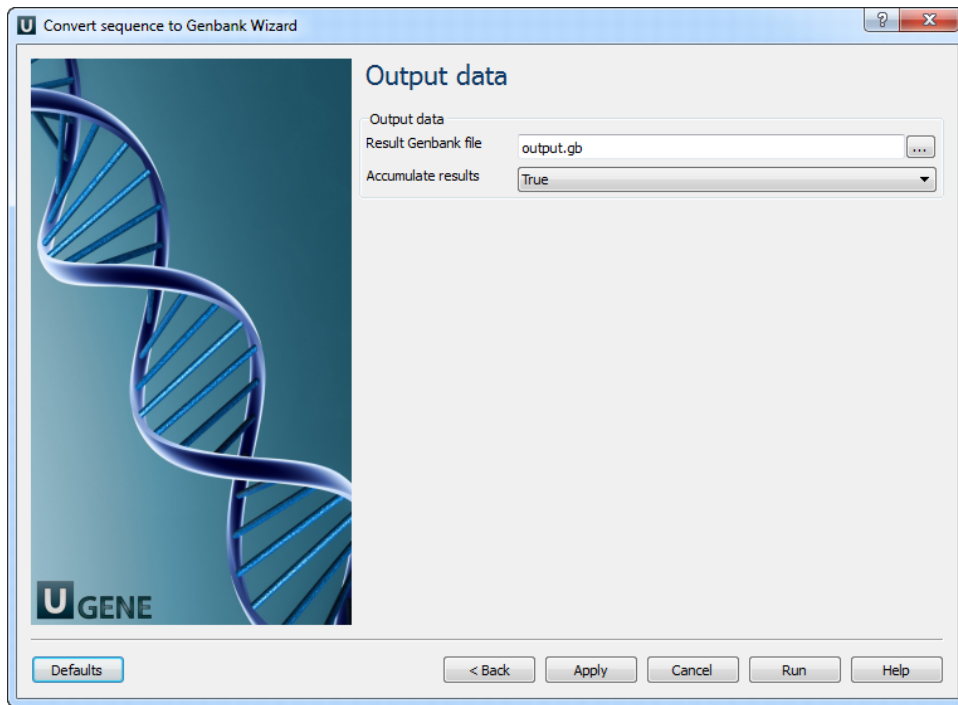 U Convert sequence to Genbank Wizard
?
X
Output data
Output data
Result Genbank file output.gb ...
Accumulate results True
U GENE
Defaults < Back Apply Cancel Run Help